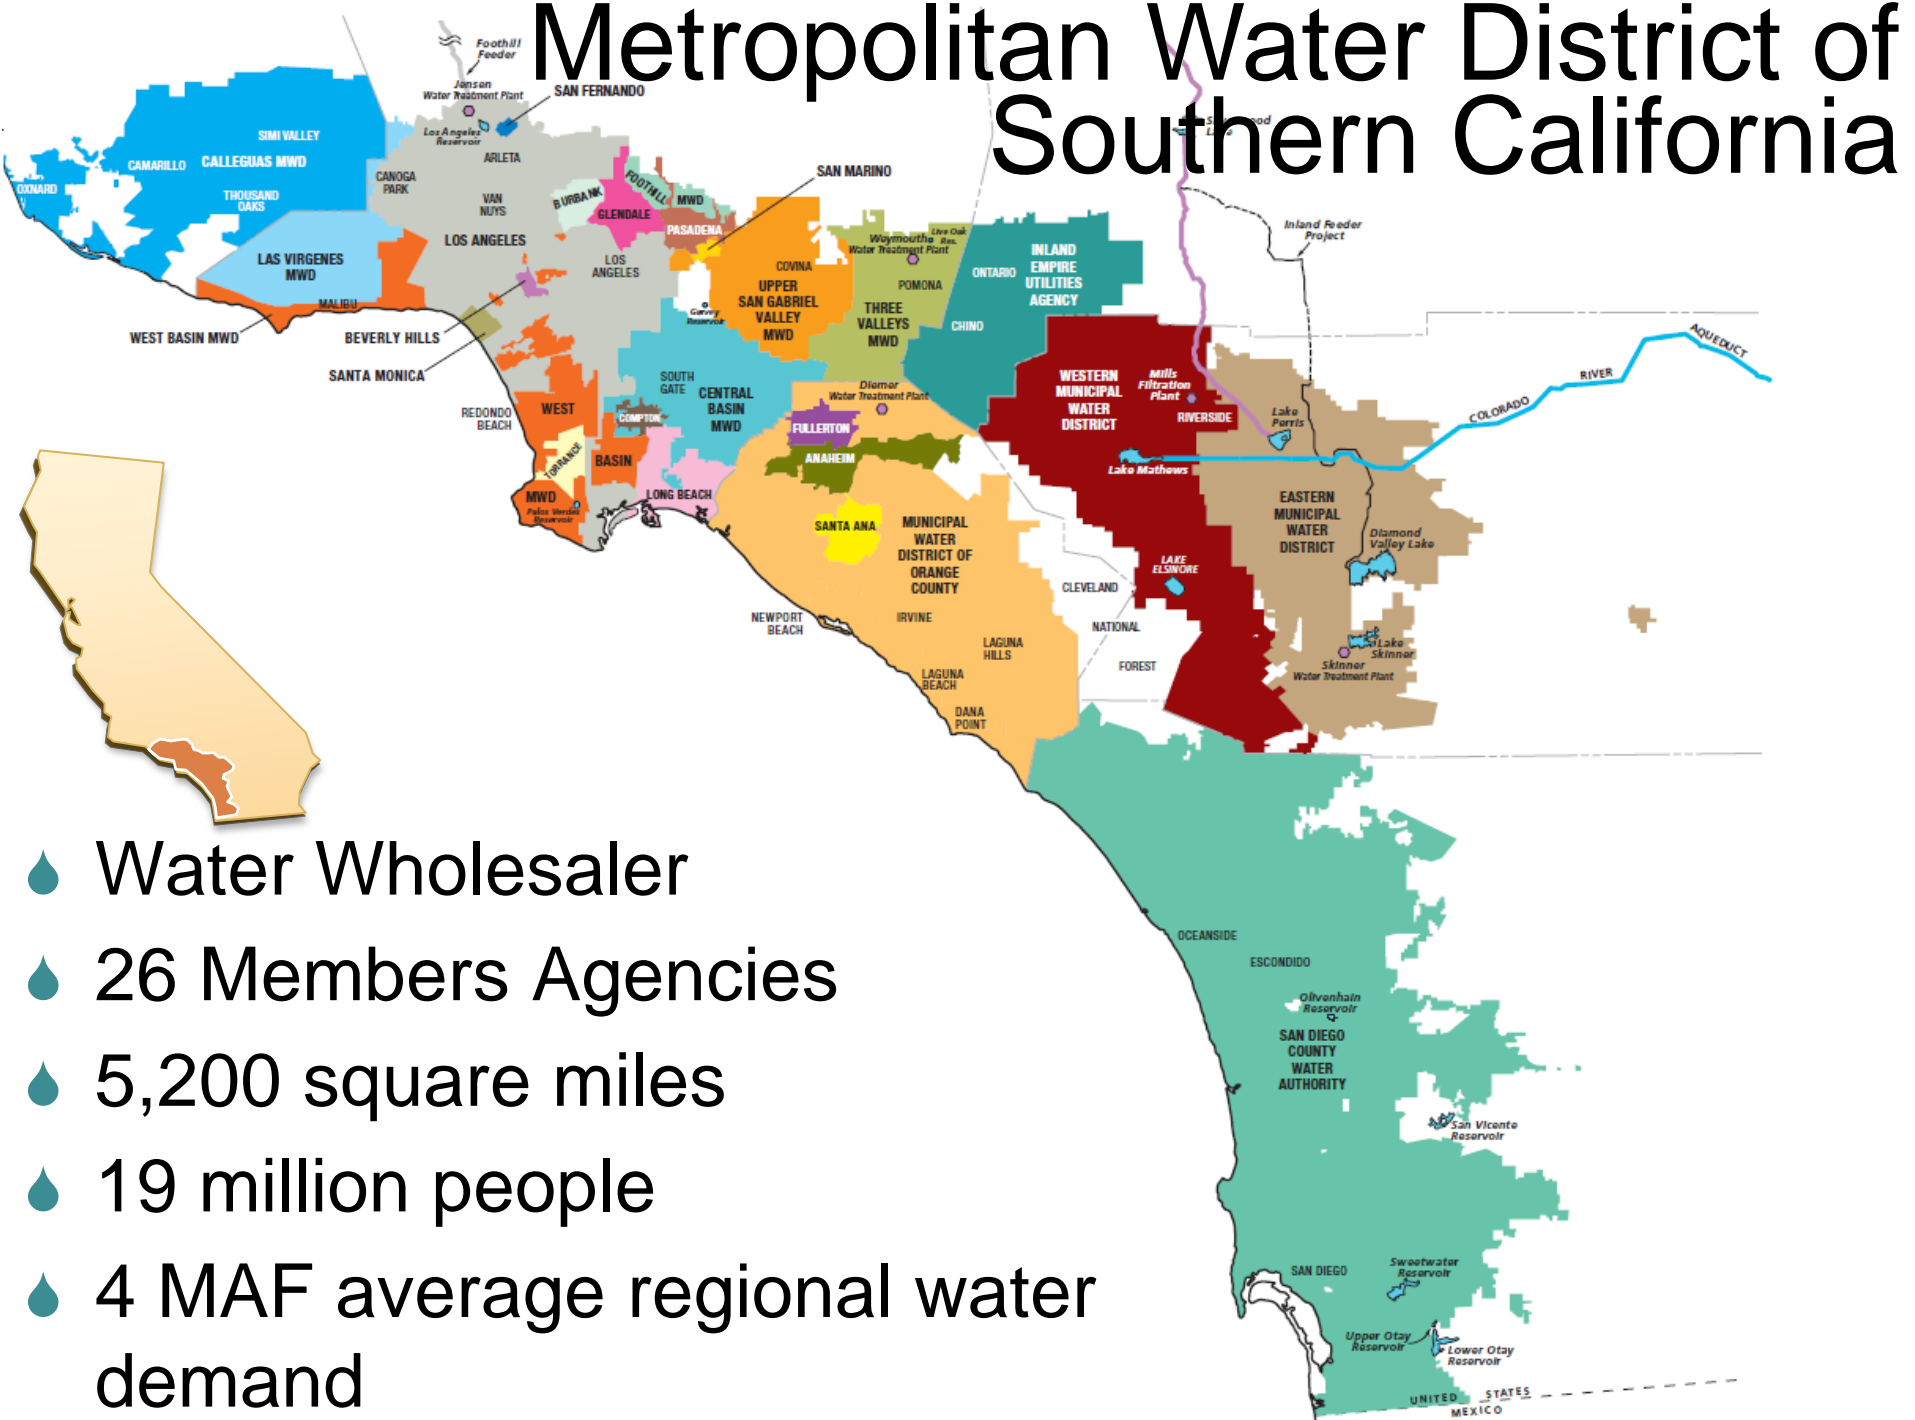 Metropolitan Water District of
Southern California
Foothill
Feeder
Jensen
Water Treatment Plant
SAN FERNANDO
Los Angeles
Reservoir
SIMI VALLEY
CAMARILLO
CALLEGUAS MWD
OXNARD
THOUSAND
OAKS
ARLETA
CANOGA
PARK
VAN
NUYS
BURBANK
GLENDALE
FOOTHILL
MWD
SAN MARINO
PASADENA
LOS ANGELES
LOS
ANGELES
LAS VIRGENES
MWD
MALIBU
WEST BASIN MWD
BEVERLY HILLS
SANTA MONICA
Garvey
Reservoir
COVINA
UPPER
SAN GABRIEL
VALLEY
MWD
Live Oak
Res.
Weymouth
Water Treatment Plant
POMONA
THREE
VALLEYS
MWD
ONTARIO
INLAND
EMPIRE
UTILITIES
AGENCY
CHINO
Lake
Inland Feeder
Project
AQUEDUCT
RIVER
COLORADO
SOUTH
GATE
CENTRAL
BASIN
MWD
Diemer
Water Treatment Plant
WESTERN
MUNICIPAL
WATER
DISTRICT
Mills
Filtration
Plant
RIVERSIDE
Lake
Perris
REDONDO
BEACH
WEST
COMPTON
FULLERTON
TORRANCE
BASIN
ANAHEIM
Lake Mathews
MWD
Palos Verdes
Reservoir
LONG BEACH
SANTA ANA
MUNICIPAL
WATER
DISTRICT OF
ORANGE
COUNTY
EASTERN
MUNICIPAL
WATER
DISTRICT
Diamond
Valley Lake
LAKE
ELSINORE
CLEVELAND
NATIONAL
FOREST
NEWPORT
BEACH
IRVINE
LAGUNA
HILLS
LAGUNA
BEACH
DANA
POINT
Lake
Skinner
Skinner
Water Treatment Plant
Water Wholesaler
26 Members Agencies
5,200 square miles
19 million people
4 MAF average regional water
demand
OCEANSIDE
ESCONDIDO
Olivenhain
Reservoir
SAN DIEGO
COUNTY
WATER
AUTHORITY
San Vicente
Reservoir
SAN DIEGO
Sweetwater
Reservoir
Upper Otay
Reservoir
Lower Otay
Reservoir
UNITED STATES
MEXICO